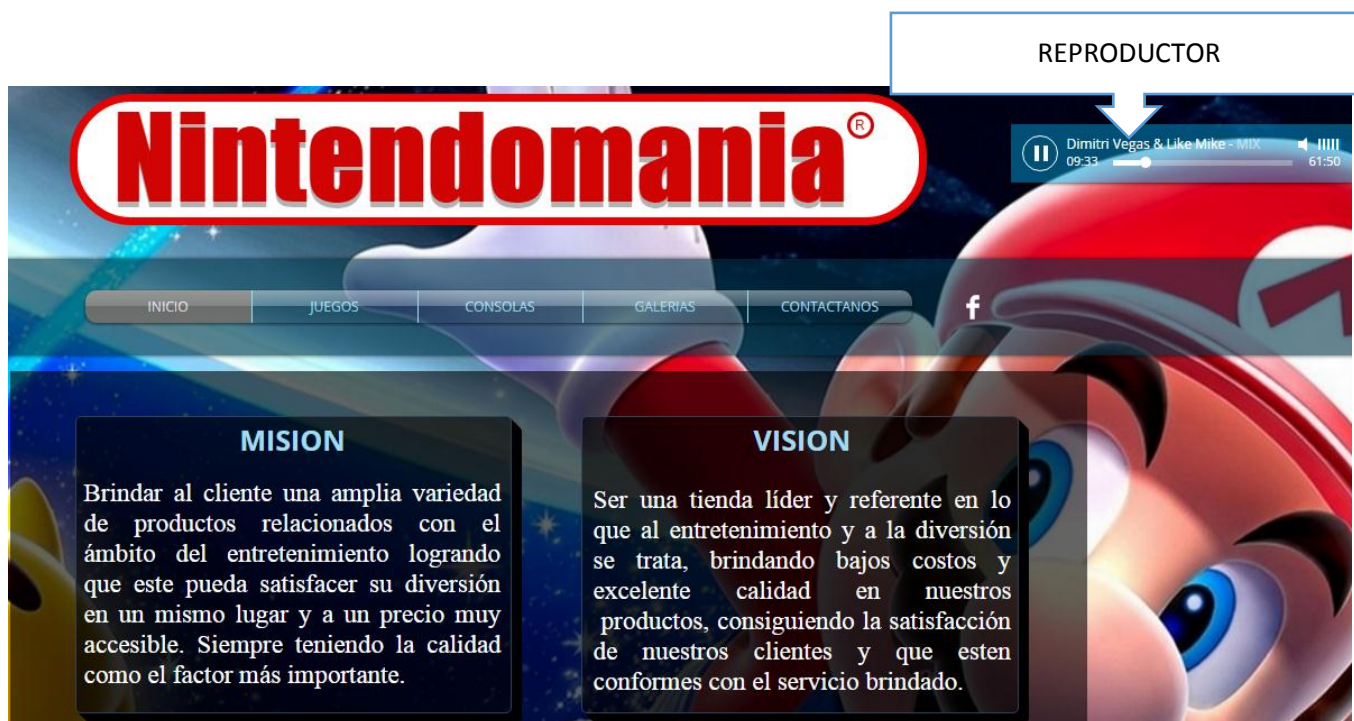 REPRODUCTOR
Nintendomania®
Dimitri Vegas & Like Mike - MIX
09:33 61:50
INICIO JUEGOS CONSOLAS GALERIAS CONTACTANOS f
MISION
Brindar al cliente una amplia variedad
de productos relacionados con el
ámbito del entretenimiento logrando
que este pueda satisfacer su diversión
en un mismo lugar y a un precio muy
accesible. Siempre teniendo la calidad
como el factor más importante.
VISION
Ser una tienda líder y referente en lo
que al entretenimiento y a la diversión
se trata, brindando bajos costos y
excelente calidad en nuestros
productos, consiguiendo la satisfacción
de nuestros clientes y que esten
conformes con el servicio brindado.